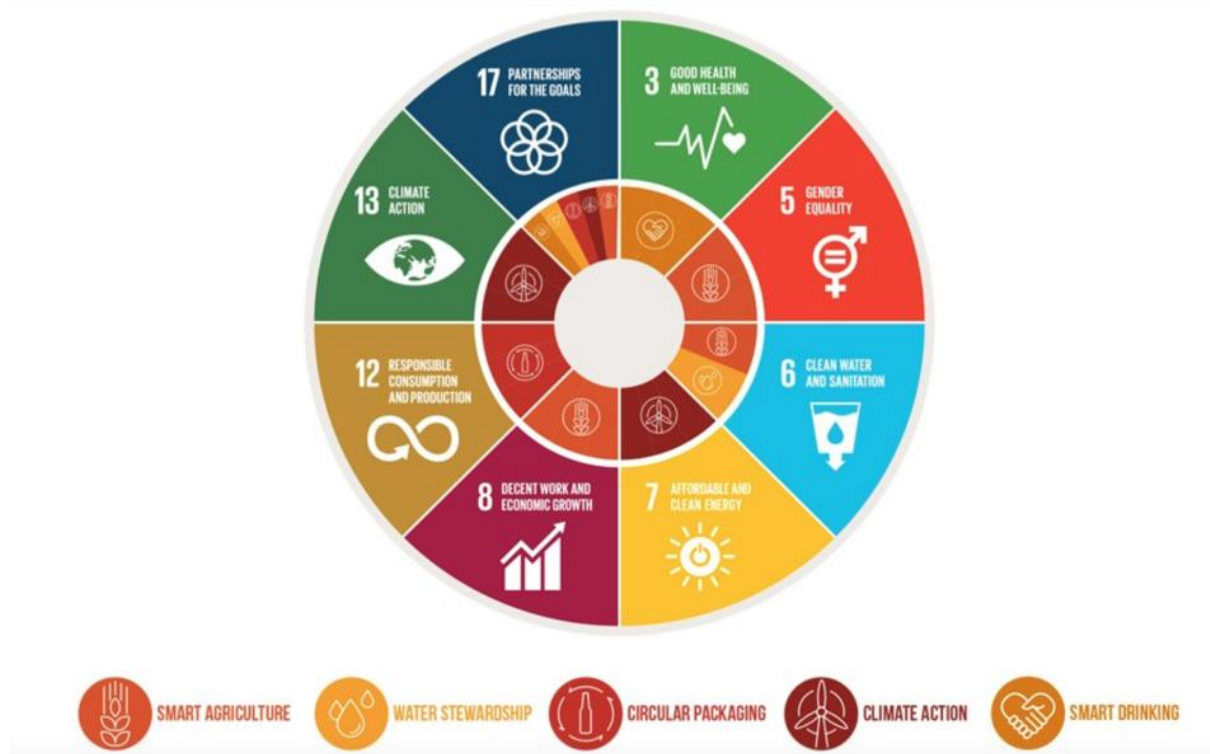 17 PARTNERSHIPS
FOR THE GOALS
3 GOOD HEALTH
AND WELL-BEING
13 CLIMATE
ACTION
5 GENDER
EQUALITY
12 RESPONSIBLE
CONSUMPTION
AND PRODUCTION
6 CLEAN WATER
AND SANITATION
8 DECENT WORK AND
ECONOMIC GROWTH
7 AFFORDABLE AND
CLEAN ENERGY
SMART AGRICULTURE
WATER STEWARDSHIP
CIRCULAR PACKAGING
CLIMATE ACTION
SMART DRINKING